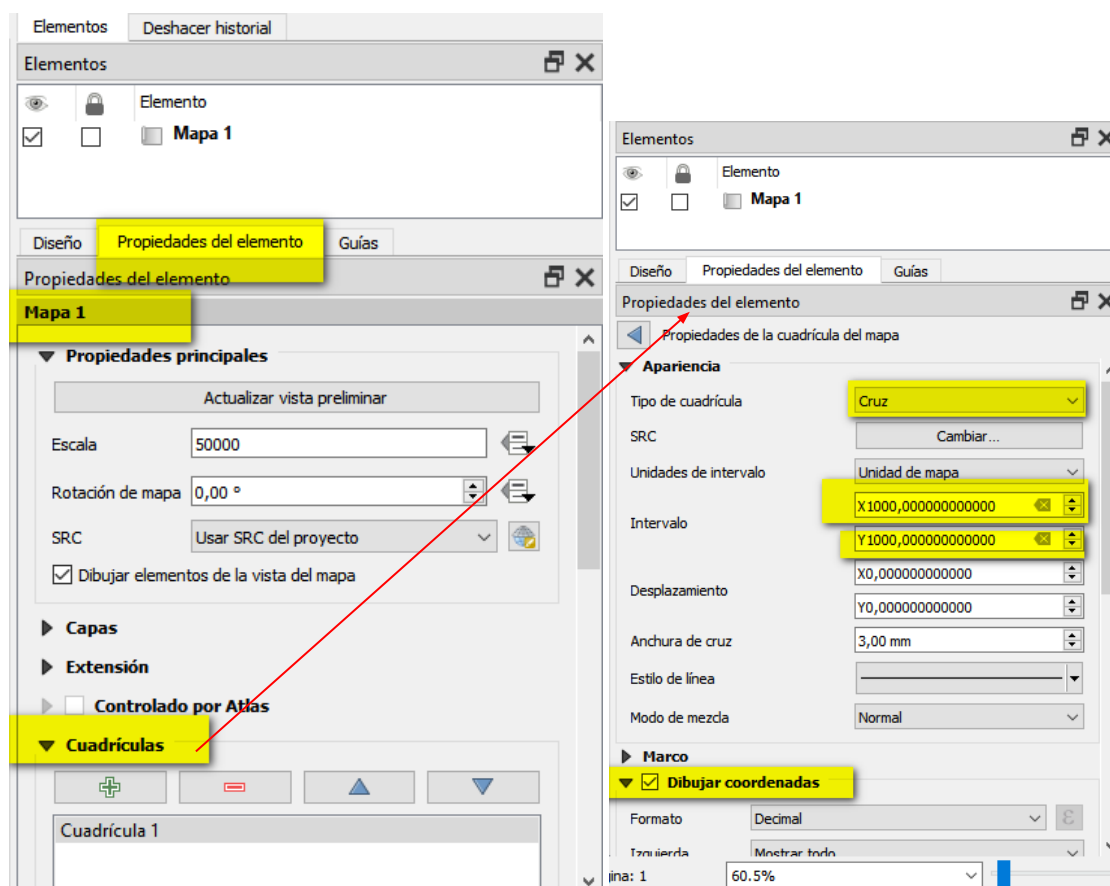 Elementos
Deshacer historial
Elementos
Elemento
Mapa 1
Diseño
Propiedades del elemento
Guías
Propiedades del elemento
Mapa 1
Propiedades principales
Actualizar vista preliminar
Escala
50000
Rotación de mapa
0,00 °
SRC
Usar SRC del proyecto
Dibujar elementos de la vista del mapa
Capas
Extensión
Controlado por Atlas
Cuadrículas
Cuadrícula 1
Elementos
Elemento
Mapa 1
Diseño
Propiedades del elemento
Guías
Propiedades del elemento
Propiedades de la cuadrícula del mapa
Apariencia
Tipo de cuadrícula
Cruz
SRC
Cambiar...
Unidades de intervalo
Unidad de mapa
Intervalo
X1000,000000000000
Y1000,000000000000
Desplazamiento
X0,000000000000
Y0,000000000000
Anchura de cruz
3,00 mm
Estilo de línea
Modo de mezcla
Normal
Marco
Dibujar coordenadas
Formato
Decimal
ε
Izquierda
Mostrar todo
gina: 1
60.5%